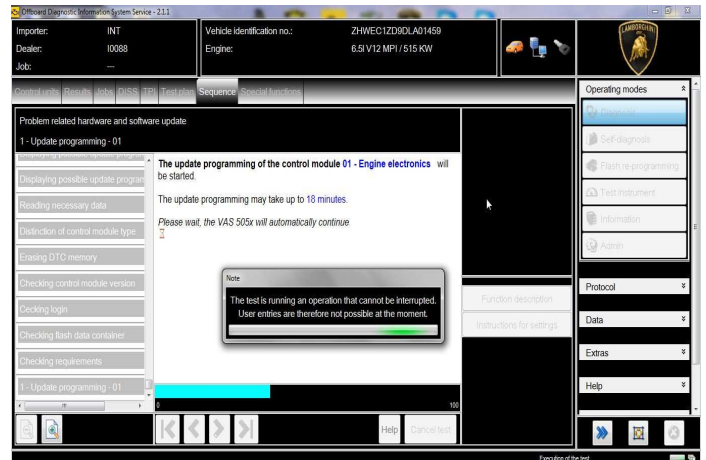 Offboard Diagnostic Information System Service - 2.1.1
Importer: INT
Dealer: I0088
Job: ---
Vehicle identification no.: ZHWEC1ZD9DLA01459
Engine: 6.5l V12 MPI / 515 KW
LAMBORGHINI
Control units Results Jobs DISS TPI Test plan Sequence Special functions
Problem related hardware and software update
1 - Update programming - 01
Displaying possible update program
Reading necessary data
Distinction of control module type
Erasing DTC memory
Checking control module version
Cecking login
Checking flash data container
Checking requirements
1 - Update programming - 01
The update programming of the control module 01 - Engine electronics will
be started.
The update programming may take up to 18 minutes.
Please wait, the VAS 505x will automatically continue
Note
The test is running an operation that cannot be interrupted.
User entries are therefore not possible at the moment.
0 100
Help Cancel test
Function description
Instructions for settings
Operating modes
Diagnosis
Self-diagnosis
Flash re-programming
Test instrument
Information
Admin
Protocol
Data
Extras
Help
Execution of the test